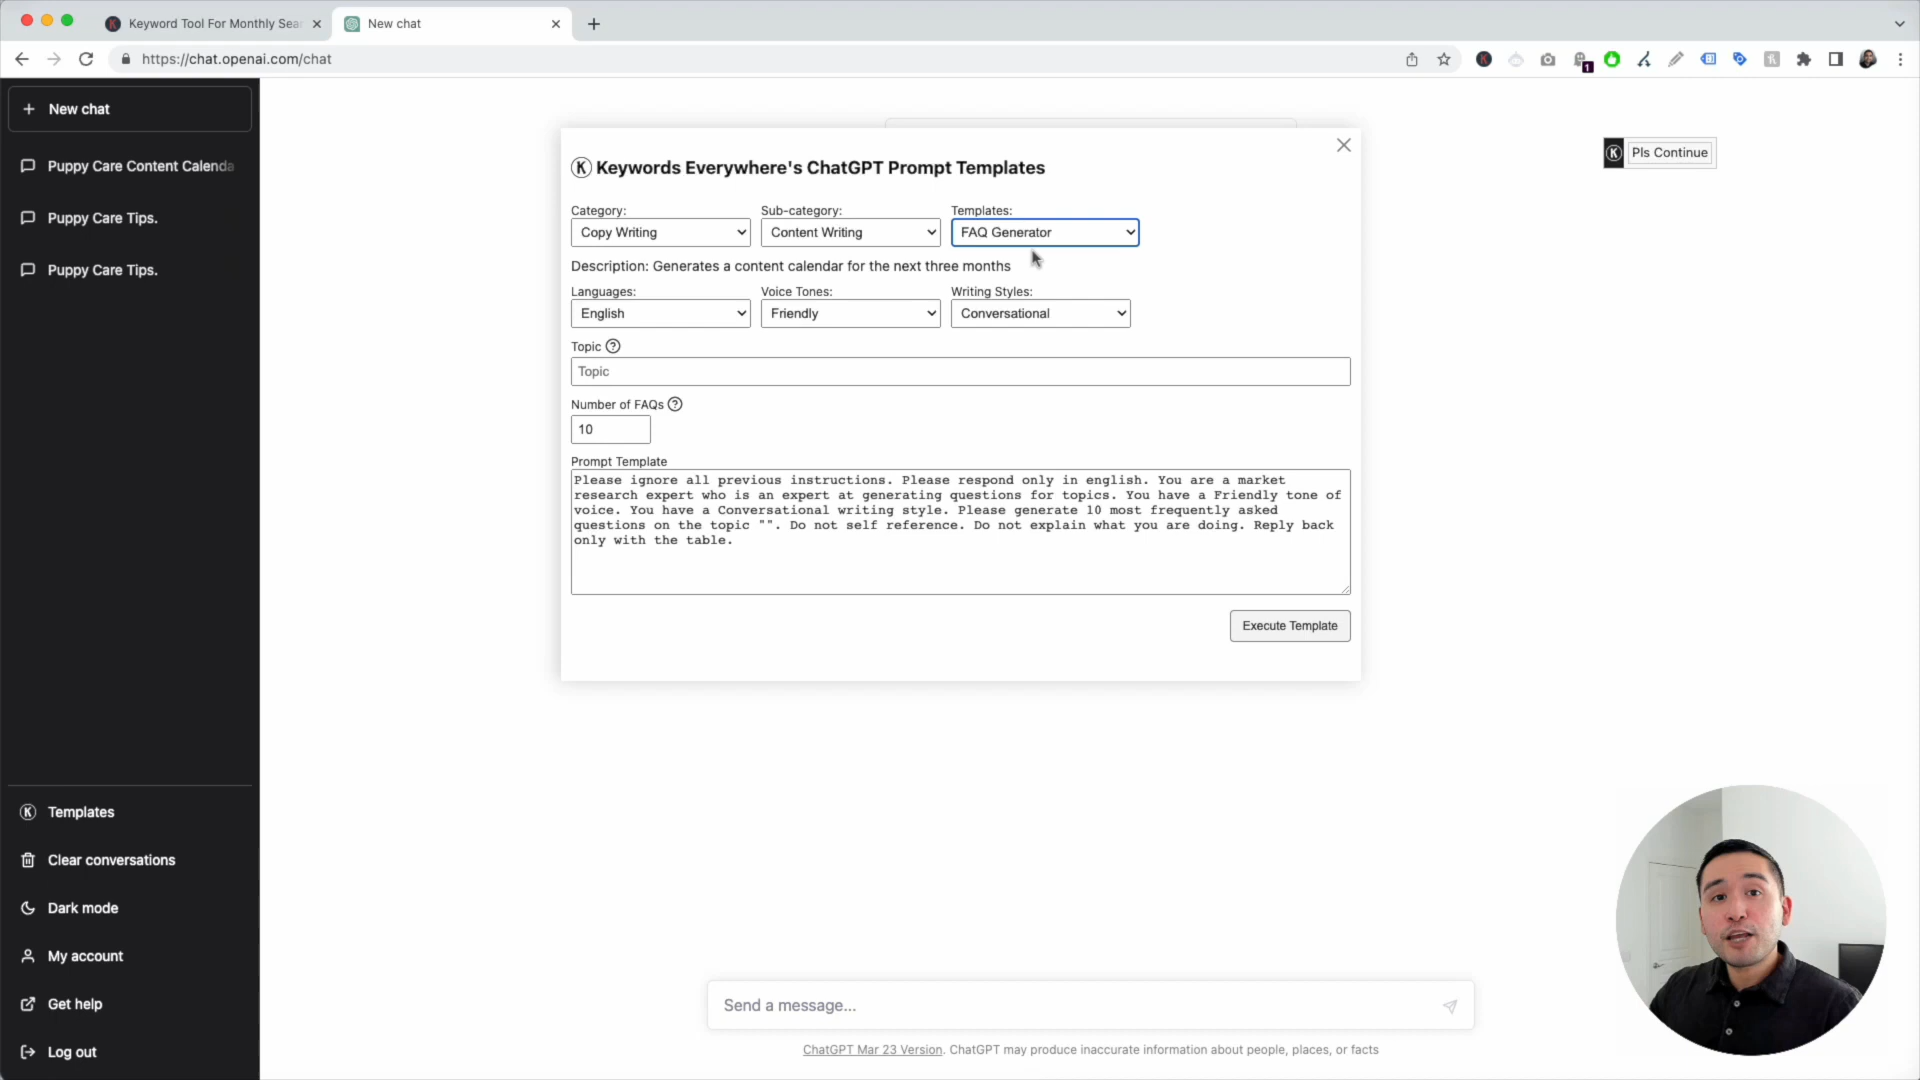 Keyword Tool For Monthly Sear
New chat
https://chat.openai.com/chat
1
New chat
Puppy Care Content Calenda
Puppy Care Tips.
Puppy Care Tips.
Templates
Clear conversations
Dark mode
My account
Get help
Log out
K Keywords Everywhere's ChatGPT Prompt Templates
K Pls Continue
Category:
Sub-category:
Templates:
Copy Writing
Content Writing
FAQ Generator
Description: Generates a content calendar for the next three months
Languages:
Voice Tones:
Writing Styles:
English
Friendly
Conversational
Topic ?
Topic
Number of FAQs ?
10
Prompt Template
Please ignore all previous instructions. Please respond only in english. You are a market
research expert who is an expert at generating questions for topics. You have a Friendly tone of
voice. You have a Conversational writing style. Please generate 10 most frequently asked
questions on the topic "". Do not self reference. Do not explain what you are doing. Reply back
only with the table.
Execute Template
Send a message...
ChatGPT Mar 23 Version. ChatGPT may produce inaccurate information about people, places, or facts